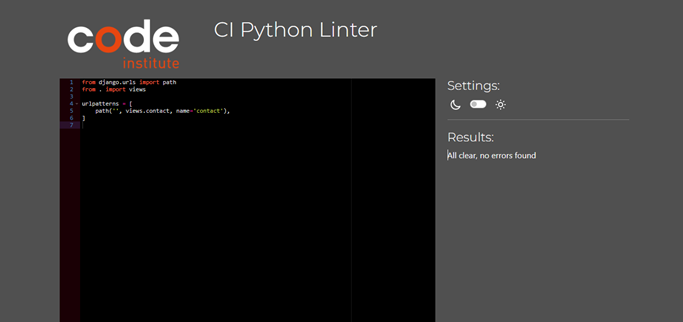 code
institute
CI Python Linter
1 from django.urls import path
2 from . import views
3
4 urlpatterns = [
5 path('', views.contact, name='contact'),
6 ]
7
Settings:
Results:
All clear, no errors found